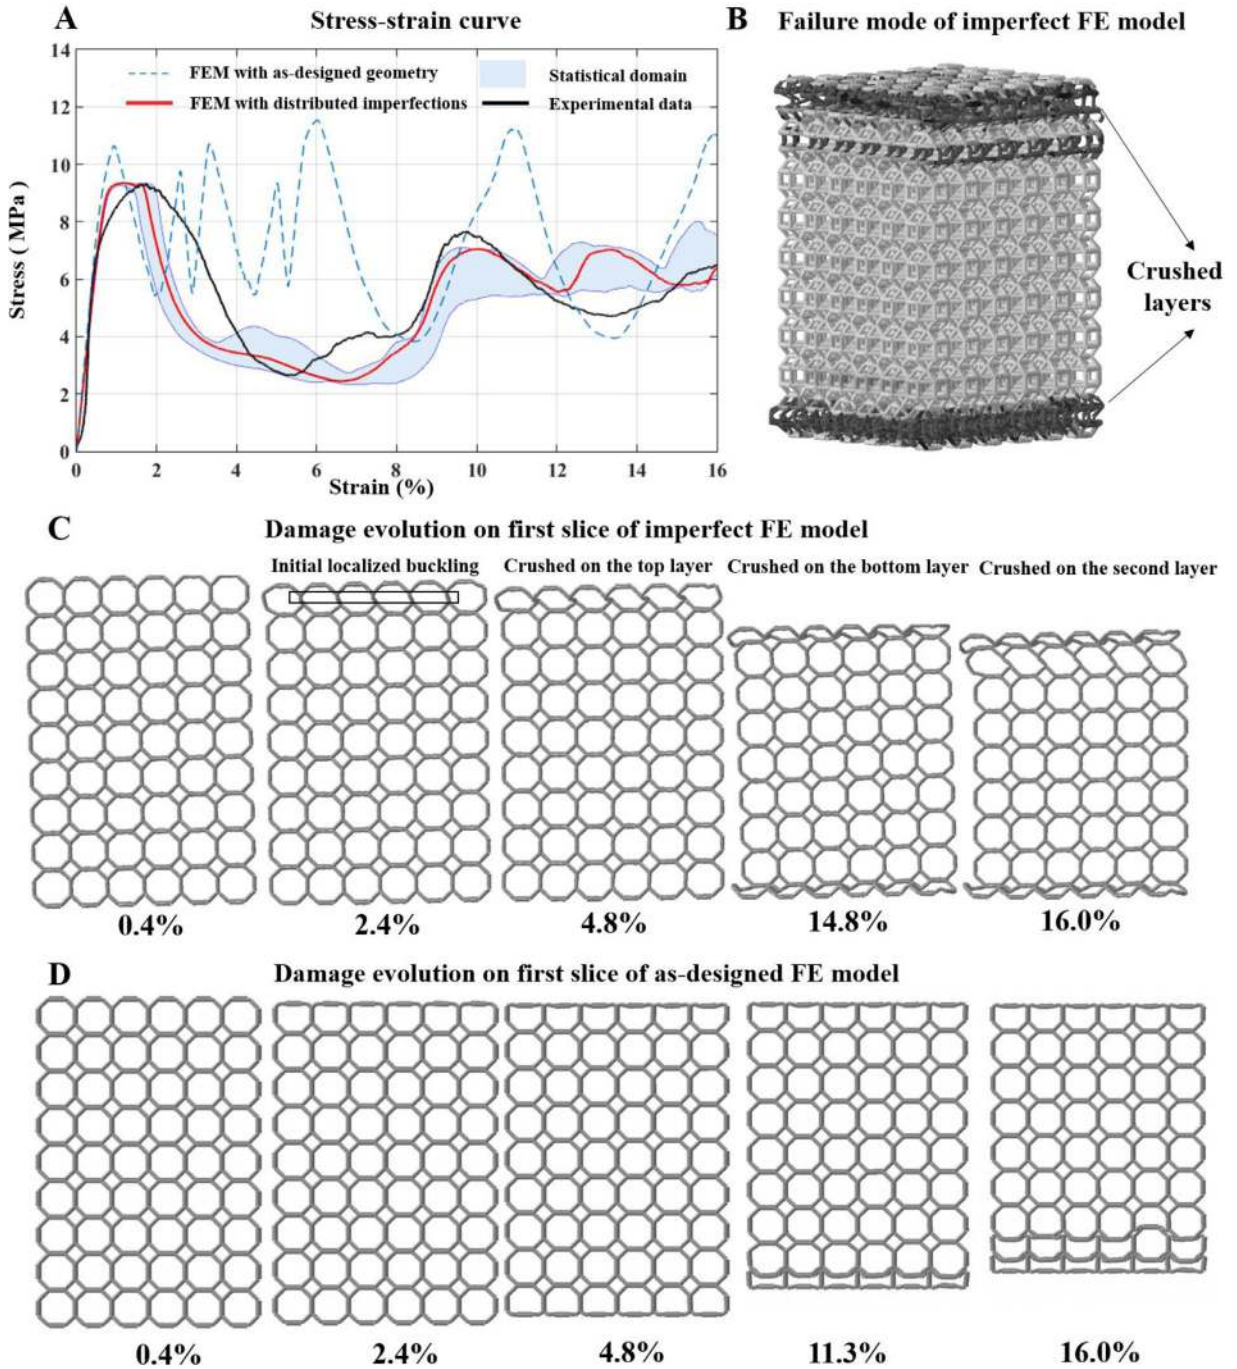 A
Stress-strain curve
14
12
10
8
6
4
2
0
Stress ( MPa )
FEM with as-designed geometry
Statistical domain
FEM with distributed imperfections
Experimental data
0 2 4 6 8 10 12 14 16
Strain (%)
B
Failure mode of imperfect FE model
Crushed
layers
C
Damage evolution on first slice of imperfect FE model
Initial localized buckling
Crushed on the top layer
Crushed on the bottom layer
Crushed on the second layer
0.4%
2.4%
4.8%
14.8%
16.0%
D
Damage evolution on first slice of as-designed FE model
0.4%
2.4%
4.8%
11.3%
16.0%